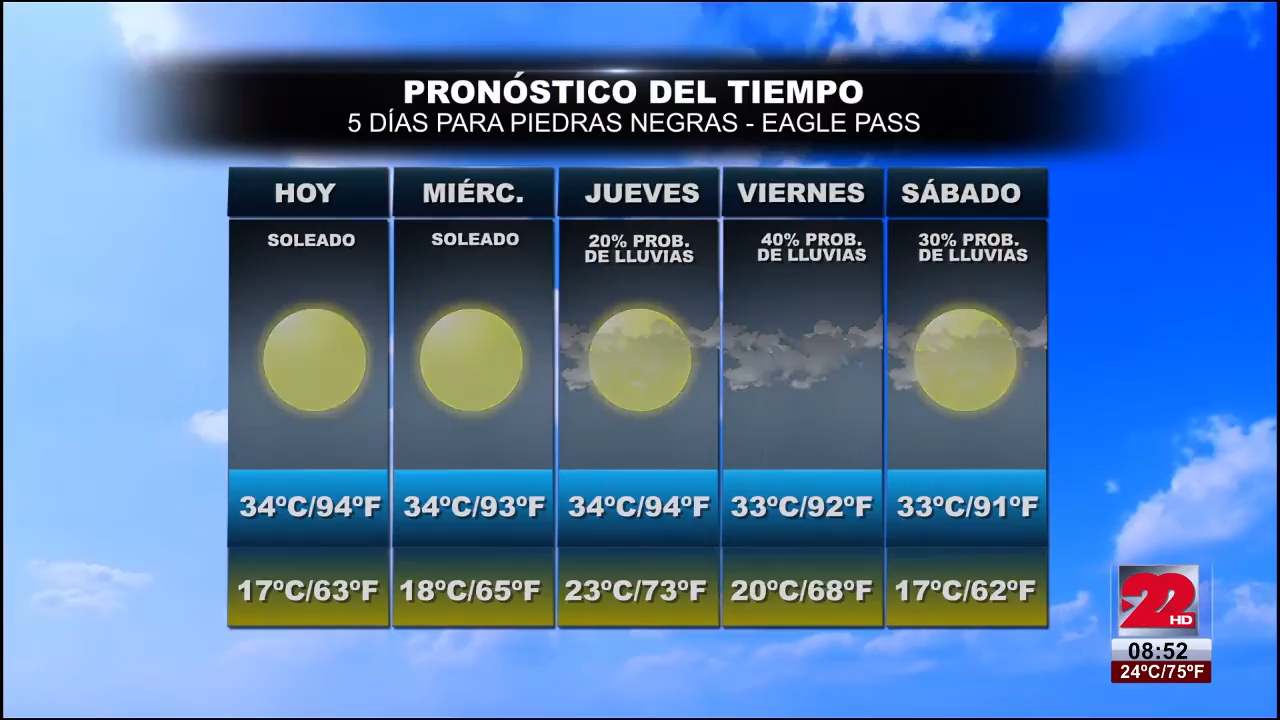 PRONÓSTICO DEL TIEMPO
5 DÍAS PARA PIEDRAS NEGRAS - EAGLE PASS
HOY
SOLEADO
34ºC/94ºF
17ºC/63ºF
MIÉRC.
SOLEADO
34ºC/93ºF
18ºC/65ºF
JUEVES
20% PROB.
DE LLUVIAS
34ºC/94ºF
23ºC/73ºF
VIERNES
40% PROB.
DE LLUVIAS
33ºC/92ºF
20ºC/68ºF
SÁBADO
30% PROB.
DE LLUVIAS
33ºC/91ºF
17ºC/62ºF
22
HD
08:52
24ºC/75ºF